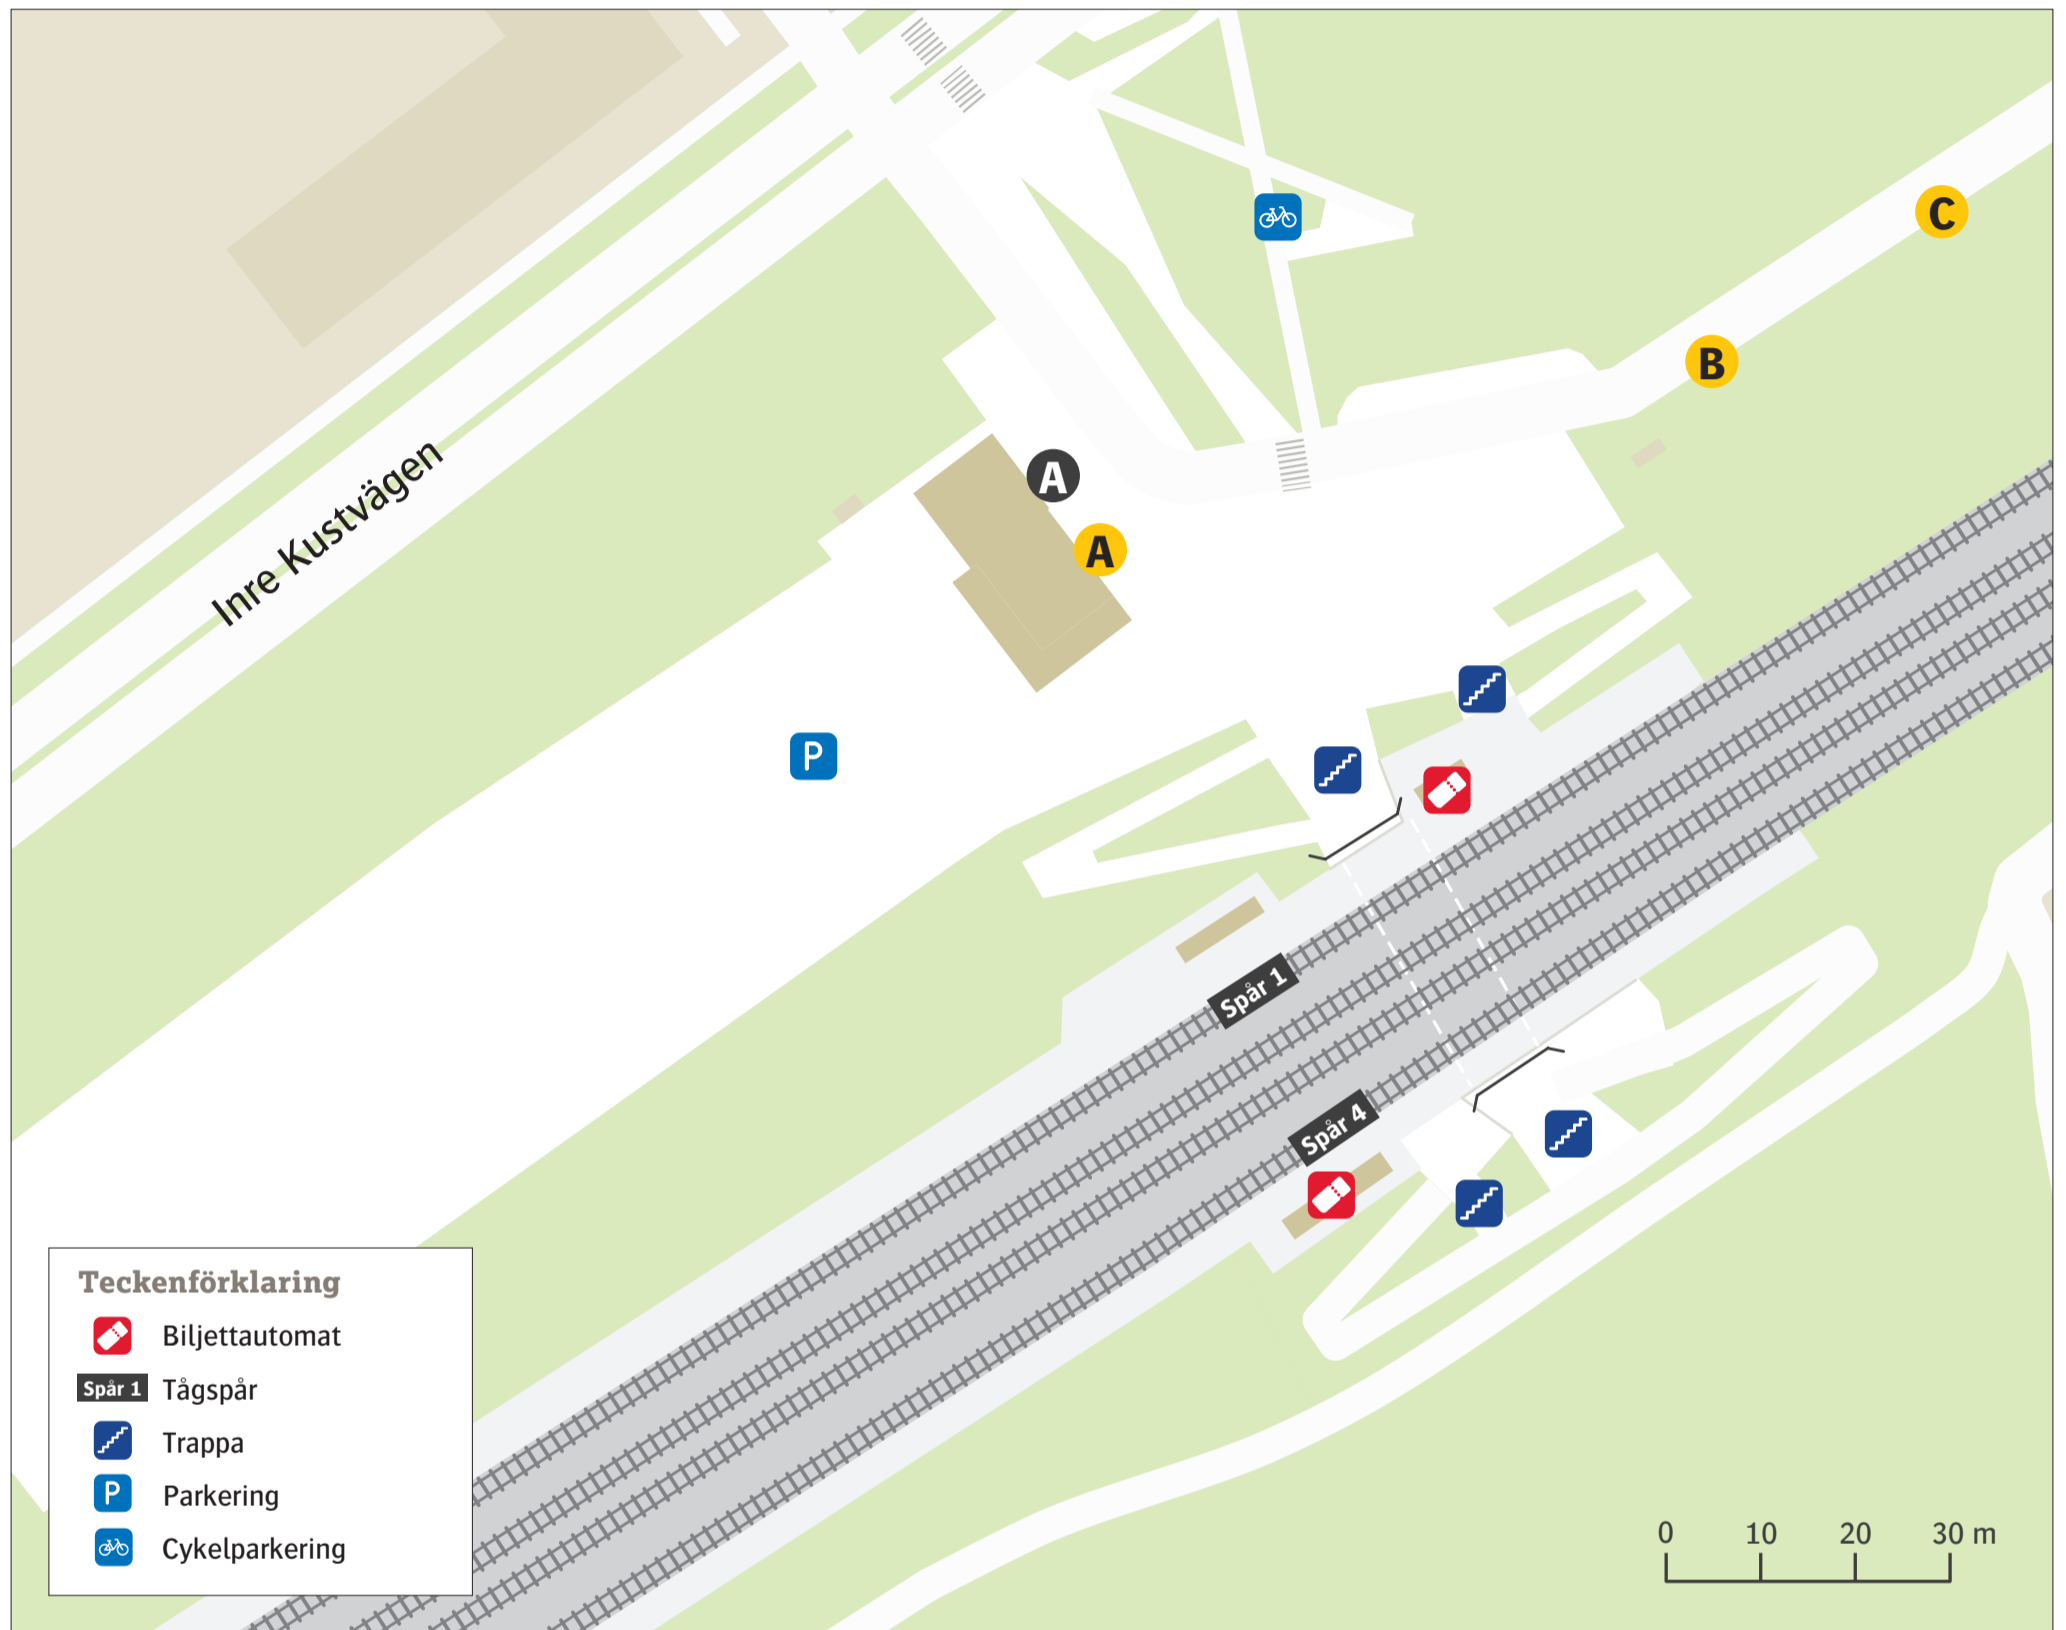 C
B
A
A
Inre Kustvägen
P
Spår 1
Spår 4
Teckenförklaring
Biljettautomat
Spår 1 Tågspår
Trappa
P Parkering
Cykelparkering
0 10 20 30 m